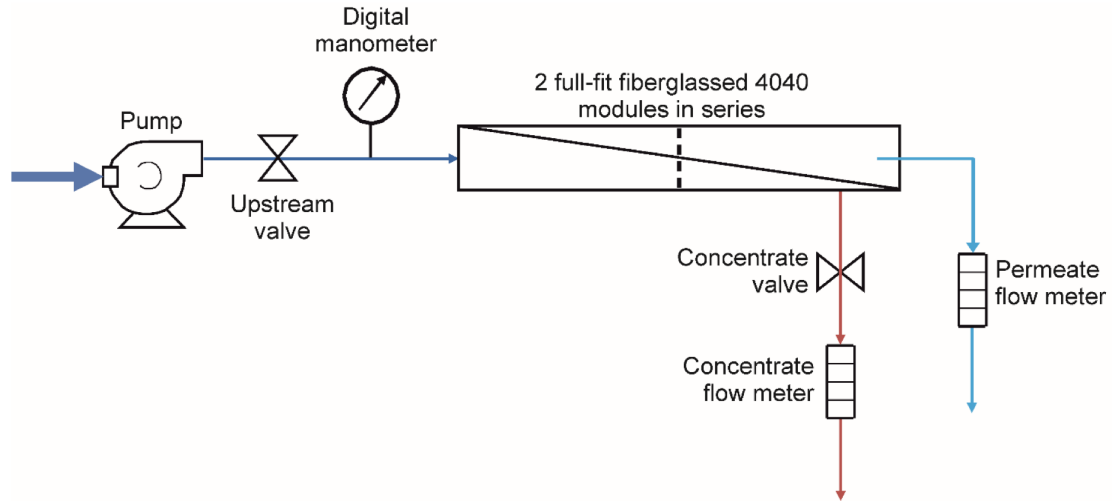 Digital
manometer
2 full-fit fiberglassed 4040
modules in series
Pump
Upstream
valve
Concentrate
valve
Permeate
flow meter
Concentrate
flow meter